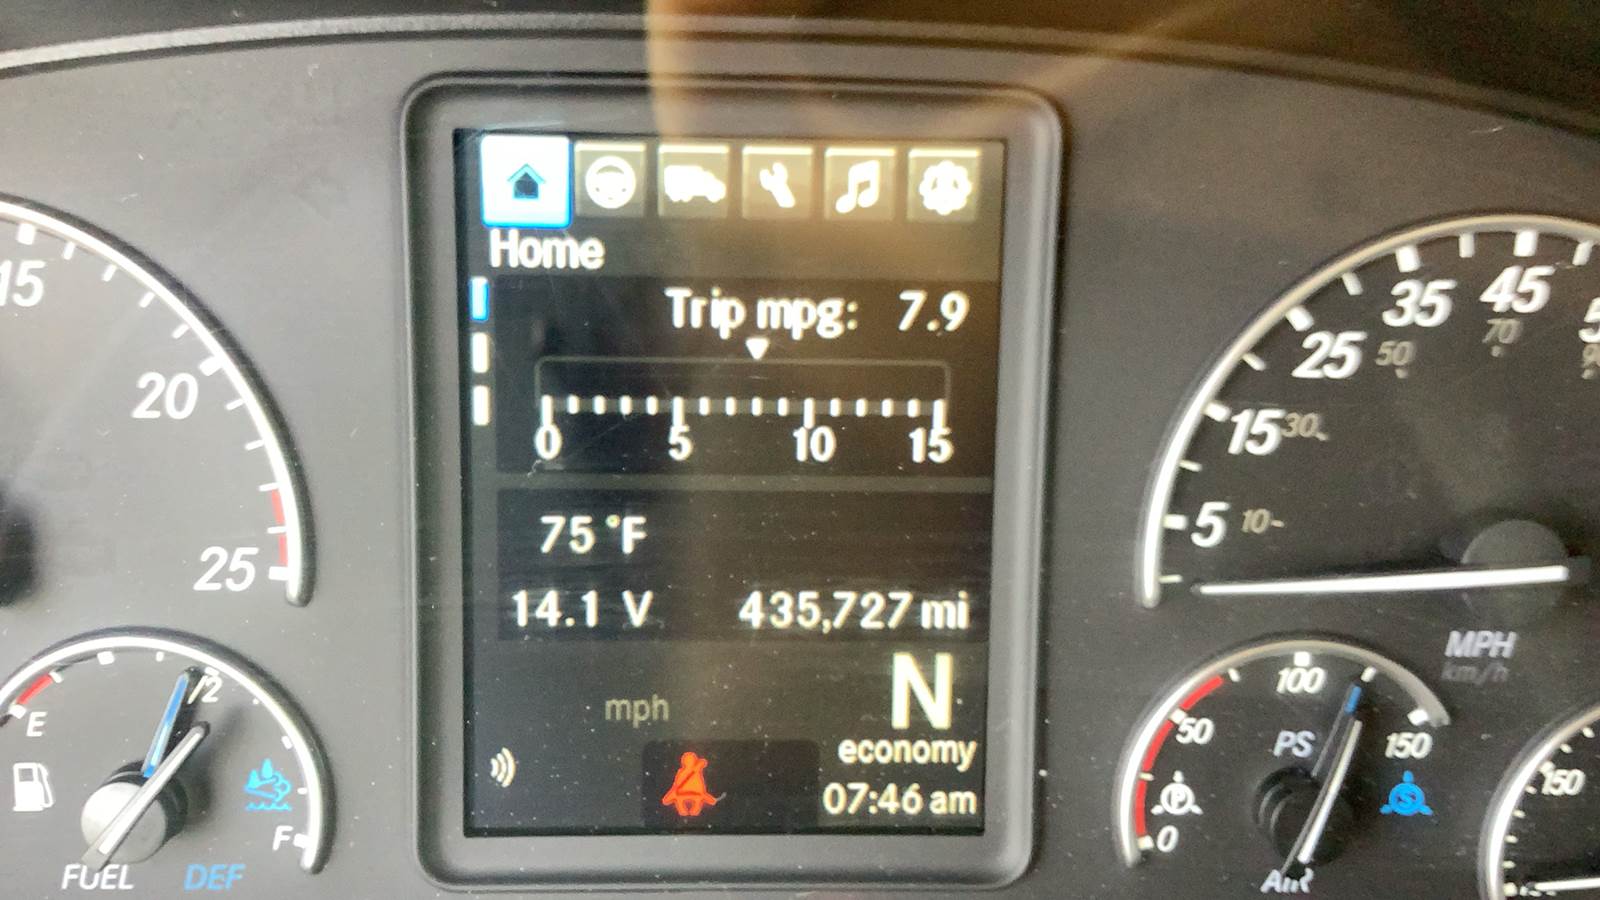 Home
Trip mpg: 7.9
0 5 10 15
75 °F
14.1 V 435,727 mi
mph
N
economy
07:46 am
15
20
25
E
/2
F
FUEL DEF
5 10
15 30
25 50
35 70
45
MPH
km/h
0
50
100
150
PS
P
S
AIR
150